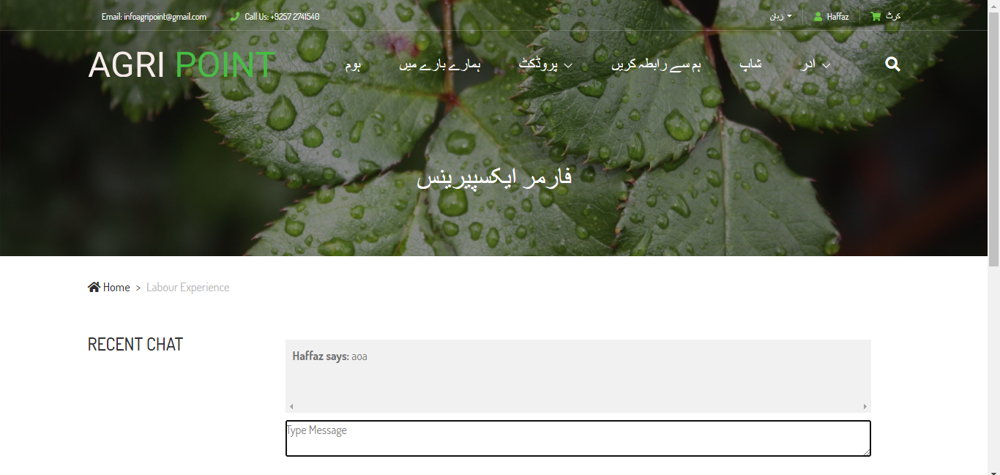 Email: infoagripoint@gmail.com
Call Us: +9257 2741540
زبان
Haffaz
کرٹ
AGRI POINT
ہوم
ہمارے بارے میں
پروڈکٹ
ہم سے رابطہ کریں
شاپ
ادر
فارمر ایکسپیرینس
Home > Labour Experience
RECENT CHAT
Haffaz says: aoa
Type Message